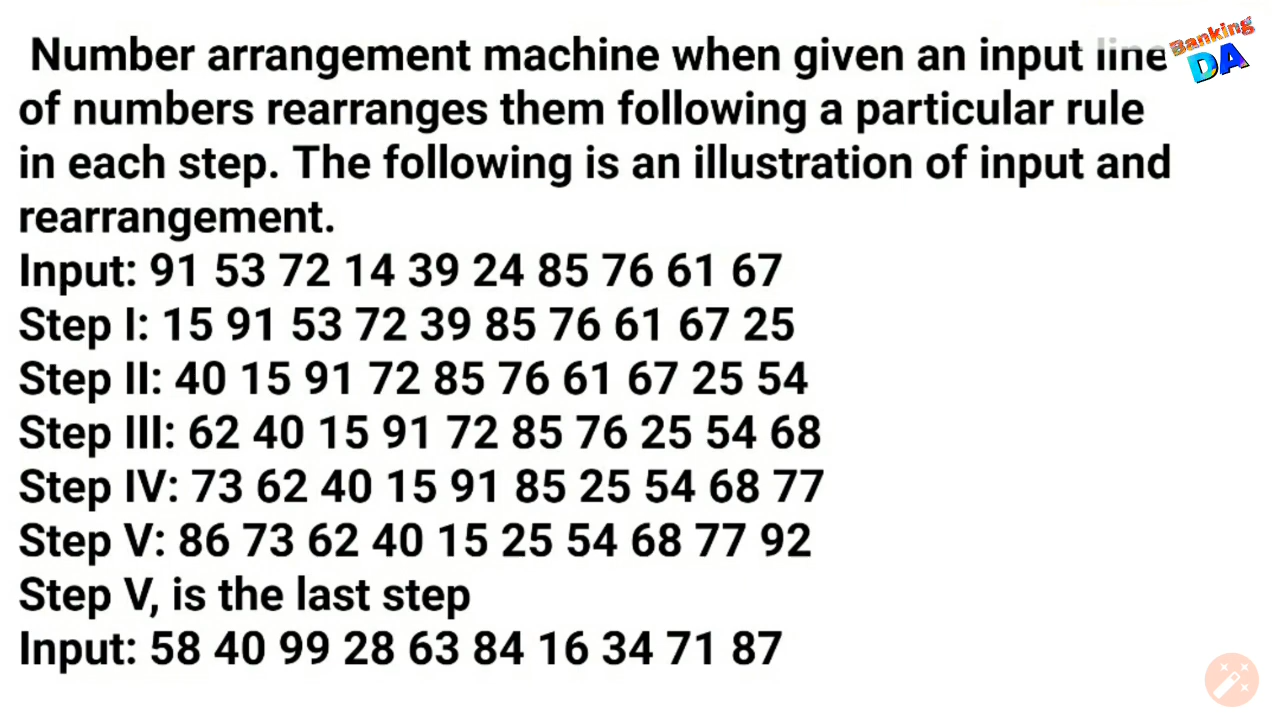 Number arrangement machine when given an input line
of numbers rearranges them following a particular rule
in each step. The following is an illustration of input and
rearrangement.
Input: 91 53 72 14 39 24 85 76 61 67
Step I: 15 91 53 72 39 85 76 61 67 25
Step II: 40 15 91 72 85 76 61 67 25 54
Step III: 62 40 15 91 72 85 76 25 54 68
Step IV: 73 62 40 15 91 85 25 54 68 77
Step V: 86 73 62 40 15 25 54 68 77 92
Step V, is the last step
Input: 58 40 99 28 63 84 16 34 71 87
Banking
DA